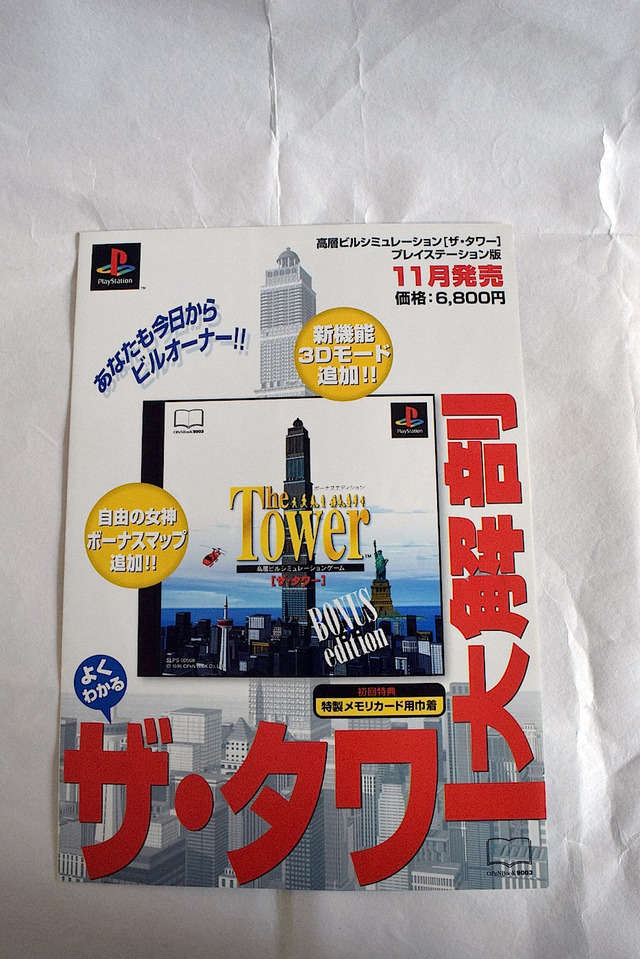 PlayStation
高層ビルシミュレーション[ザ・タワー]
プレイステーション版
11月発売
価格：6,800円
あなたも今日から
ビルオーナー!!
新機能
3Dモード
追加!!
PlayStation
ボーナスエディション
The
Tower
高層ビルシミュレーションゲーム
[ザ・タワー]
BONUS
edition
自由の女神
ボーナスマップ
追加!!
初回特典
特製メモリカード用巾着
よく
わかる
ザ・タワー
大解剖